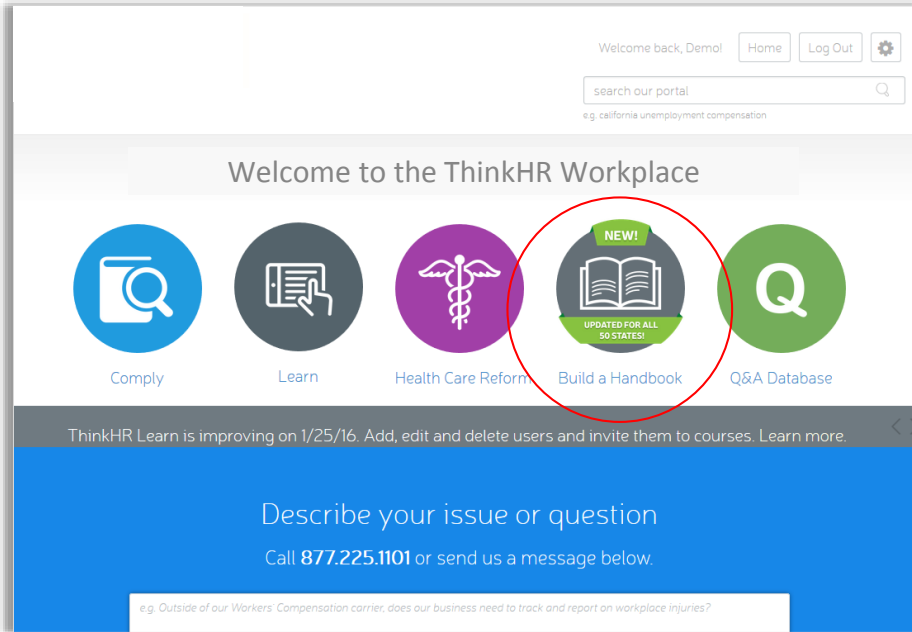 Welcome back, Demo!
Home
Log Out
search our portal
e.g. california unemployment compensation
Welcome to the ThinkHR Workplace
NEW!
UPDATED FOR ALL
50 STATES!
Q
Comply
Learn
Health Care Reform
Build a Handbook
Q&A Database
ThinkHR Learn is improving on 1/25/16. Add, edit and delete users and invite them to courses. Learn more.
Describe your issue or question
Call 877.225.1101 or send us a message below.
e.g. Outside of our Workers' Compensation carrier, does our business need to track and report on workplace injuries?